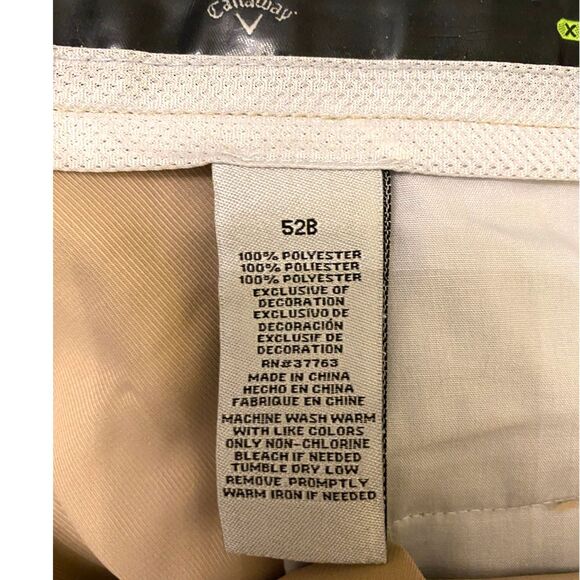 Callaway
X
52B
100% POLYESTER
100% POLIESTER
100% POLYESTER
EXCLUSIVE OF
DECORATION
EXCLUSIVO DE
DECORACIÓN
EXCLUSIF DE
DECORATION
RN#37763
MADE IN CHINA
HECHO EN CHINA
FABRIQUE EN CHINE
MACHINE WASH WARM
WITH LIKE COLORS
ONLY NON-CHLORINE
BLEACH IF NEEDED
TUMBLE DRY LOW
REMOVE PROMPTLY
WARM IRON IF NEEDED